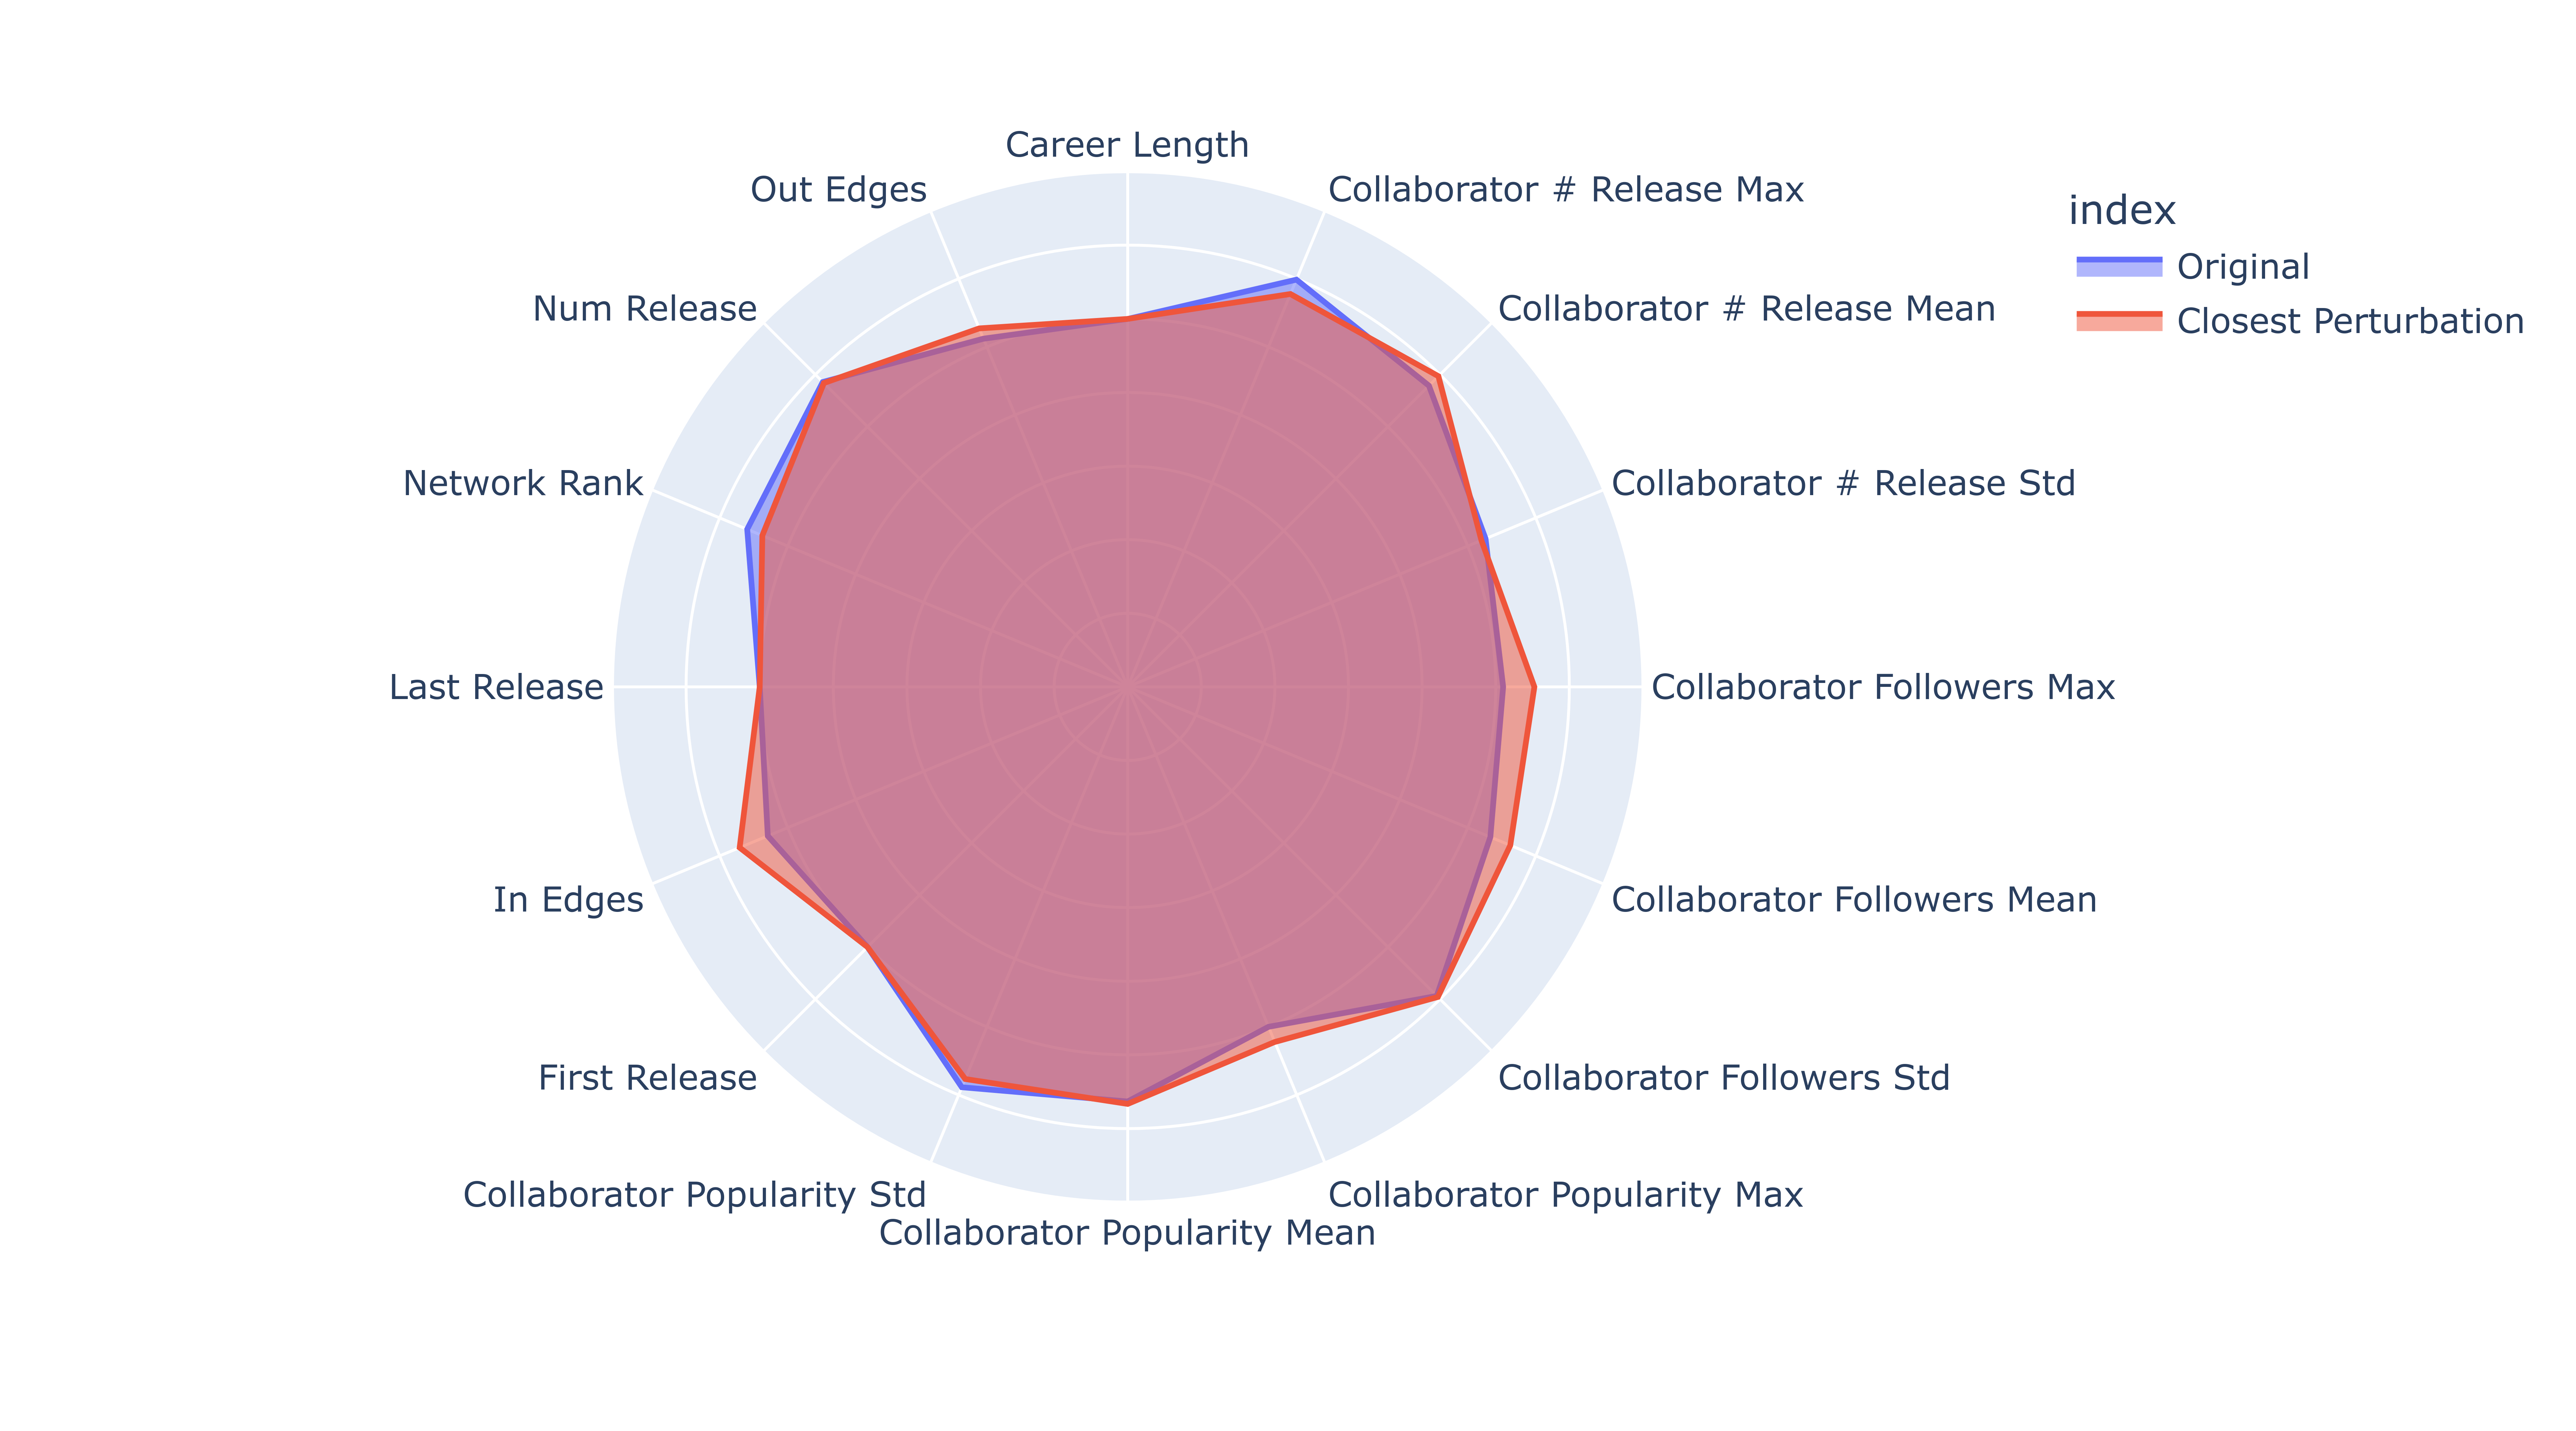 Career Length
Out Edges
Collaborator # Release Max
index
Original
Closest Perturbation
Num Release
Collaborator # Release Mean
Network Rank
Collaborator # Release Std
Last Release
Collaborator Followers Max
In Edges
Collaborator Followers Mean
First Release
Collaborator Followers Std
Collaborator Popularity Std
Collaborator Popularity Max
Collaborator Popularity Mean